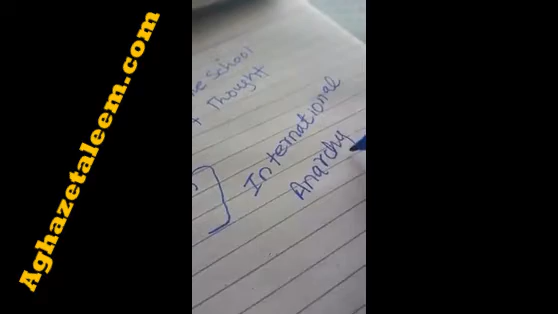 Aghazetaleem.com
School
Thought
International
Anarchy